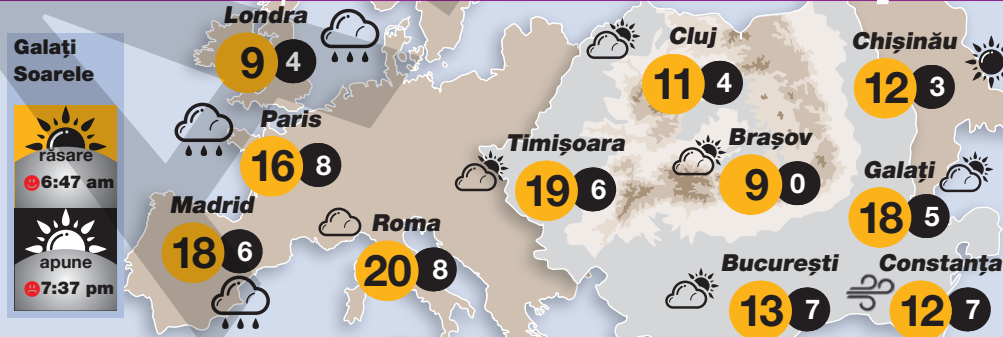 Galați
Soarele
răsare
6:47 am
apune
7:37 pm
Londra
9 4
Paris
16 8
Madrid
18 6
Roma
20 8
Timișoara
19 6
Cluj
11 4
Brașov
9 0
București
13 7
Chișinău
12 3
Galați
18 5
Constanța
12 7